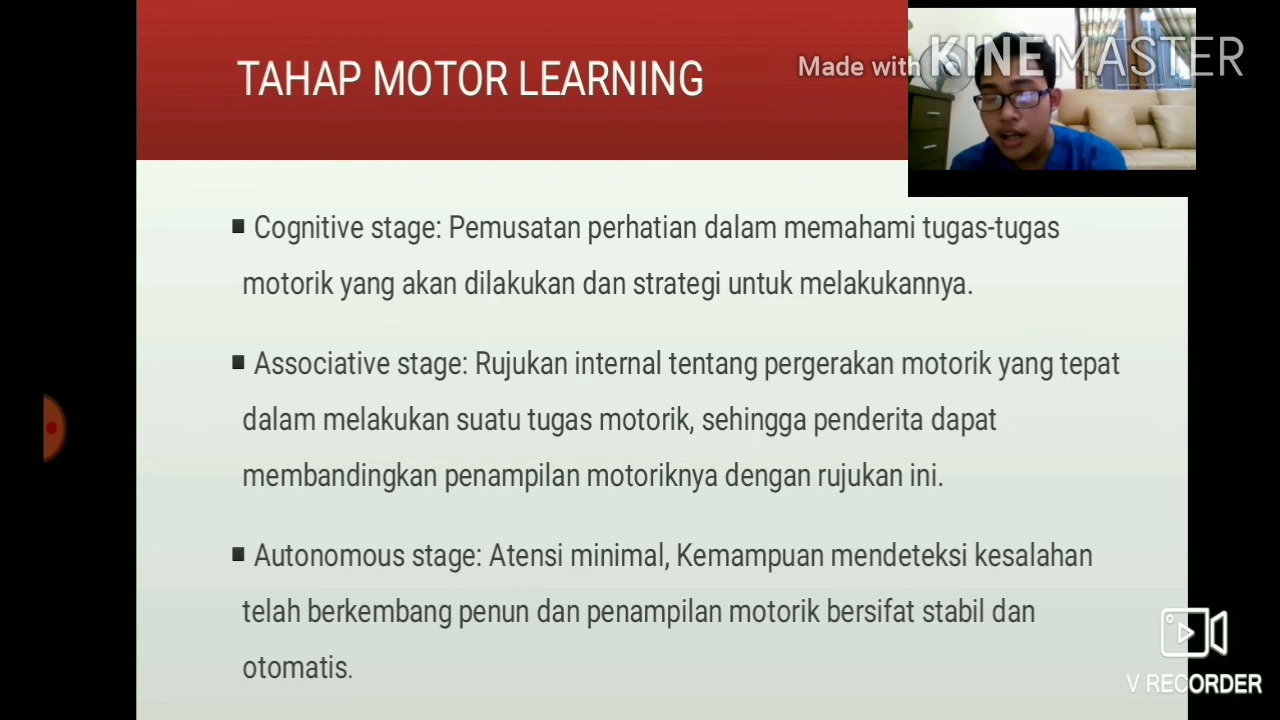 TAHAP MOTOR LEARNING
Made with KINEMASTER
Cognitive stage: Pemusatan perhatian dalam memahami tugas-tugas
motorik yang akan dilakukan dan strategi untuk melakukannya.
Associative stage: Rujukan internal tentang pergerakan motorik yang tepat
dalam melakukan suatu tugas motorik, sehingga penderita dapat
membandingkan penampilan motoriknya dengan rujukan ini.
Autonomous stage: Atensi minimal, Kemampuan mendeteksi kesalahan
telah berkembang penun dan penampilan motorik bersifat stabil dan
otomatis.
V RECORDER